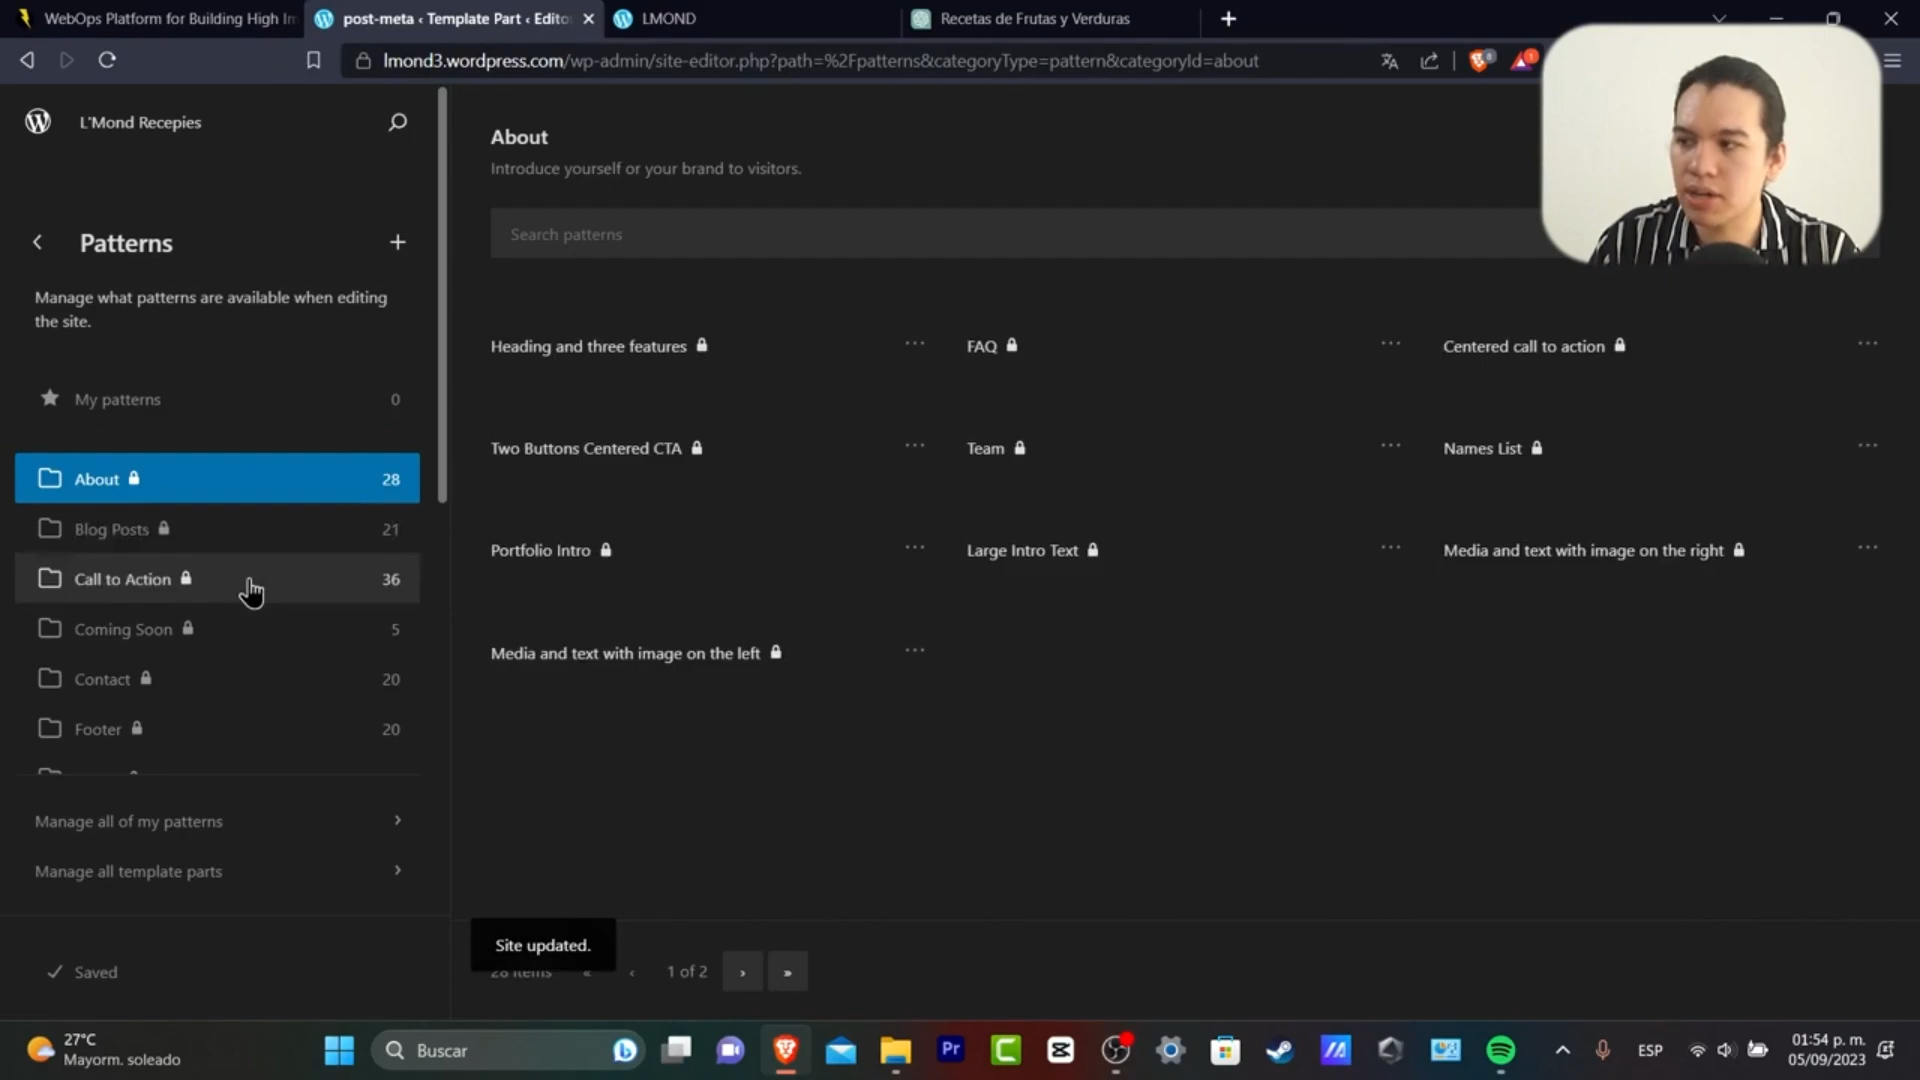 WebOps Platform for Building High Im
post-meta ‹ Template Part ‹ Edito
LMOND
Recetas de Frutas y Verduras
lmond3.wordpress.com/wp-admin/site-editor.php?path=%2Fpatterns&categoryType=pattern&categoryId=about
L'Mond Recepies
Patterns
Manage what patterns are available when editing
the site.
My patterns 0
About 28
Blog Posts 21
Call to Action 36
Coming Soon 5
Contact 20
Footer 20
Manage all of my patterns
Manage all template parts
Saved
About
Introduce yourself or your brand to visitors.
Search patterns
Heading and three features
FAQ
Centered call to action
Two Buttons Centered CTA
Team
Names List
Portfolio Intro
Large Intro Text
Media and text with image on the right
Media and text with image on the left
Site updated.
28 items « ‹ 1 of 2 › »
27°C
Mayorm. soleado
Buscar
Pr
ESP
01:54 p. m.
05/09/2023